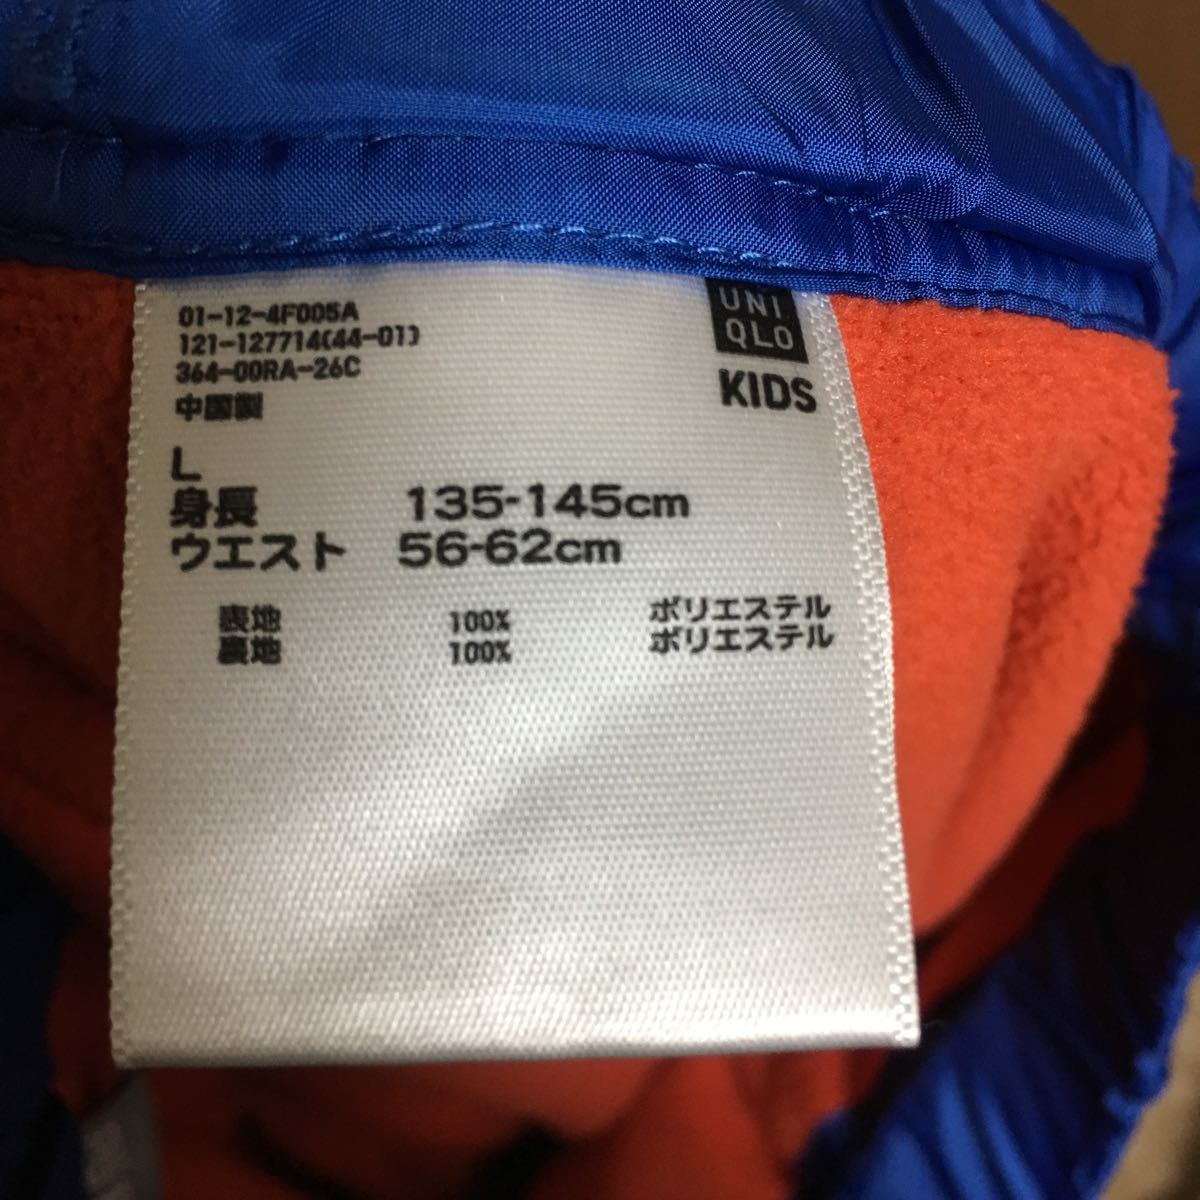 01-12-4F005A
121-127714(44-01)
364-00RA-26C
中国製
UNI
QLO
KIDS
L
身長 135-145cm
ウエスト 56-62cm
表地 100% ポリエステル
裏地 100% ポリエステル